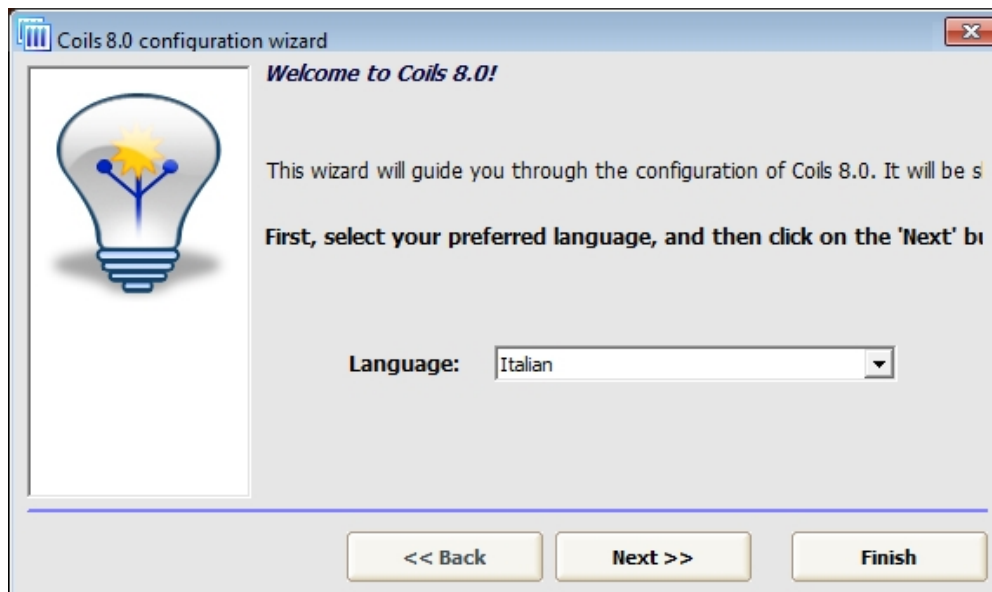 Coils 8.0 configuration wizard
Welcome to Coils 8.0!
This wizard will guide you through the configuration of Coils 8.0. It will be
First, select your preferred language, and then click on the 'Next'
Language: Italian
<< Back Next >> Finish